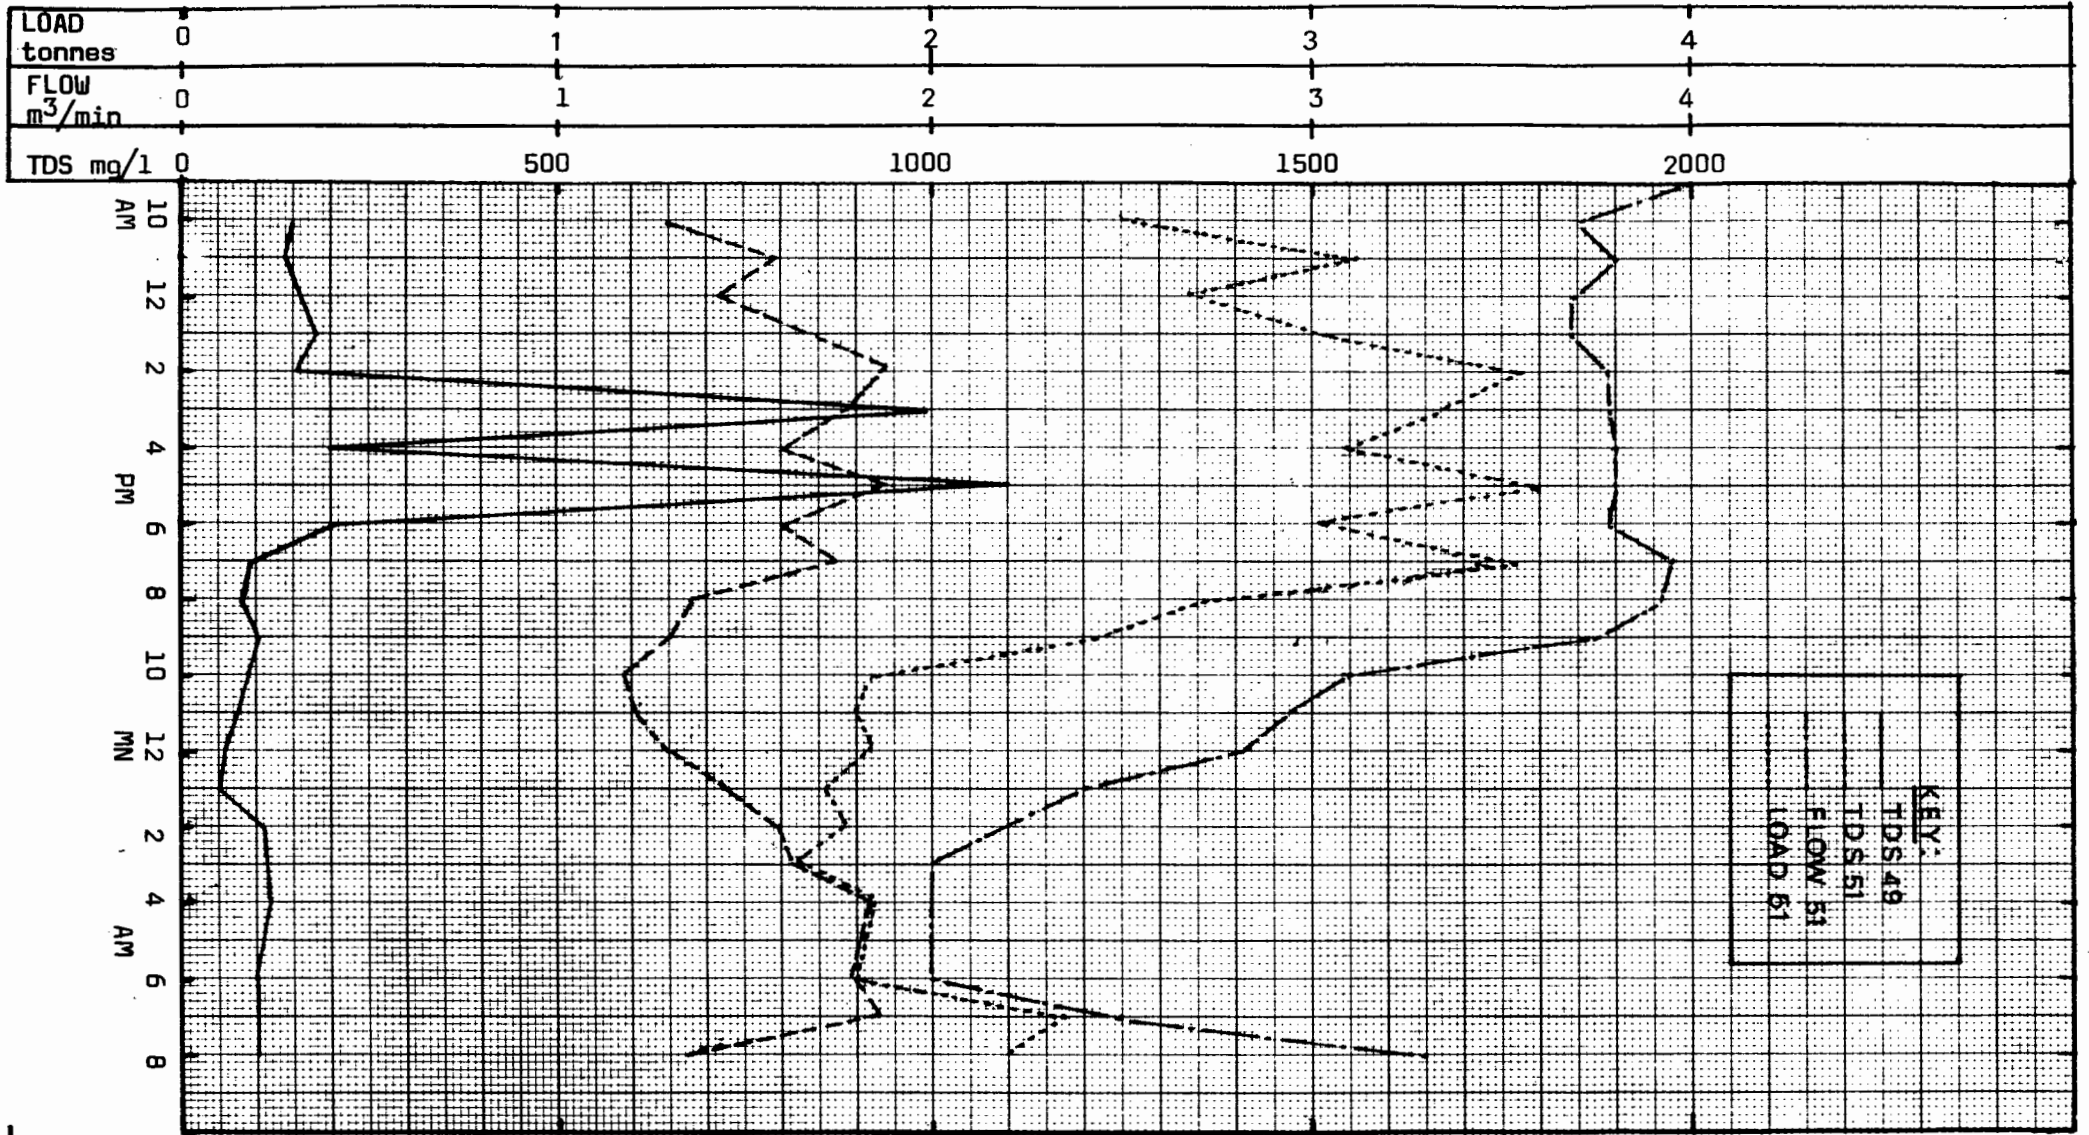 LOAD
tonnes
0 1 2 3 4
FLOW
m³/min
0 1 2 3 4
TDS mg/l 0 500 1000 1500 2000
10
AM
12
2
4
PM
6
8
10
MN
12
2
4
AM
6
8
KEY:
TDS 49
TDS 51
FLOW 51
LOAD 51